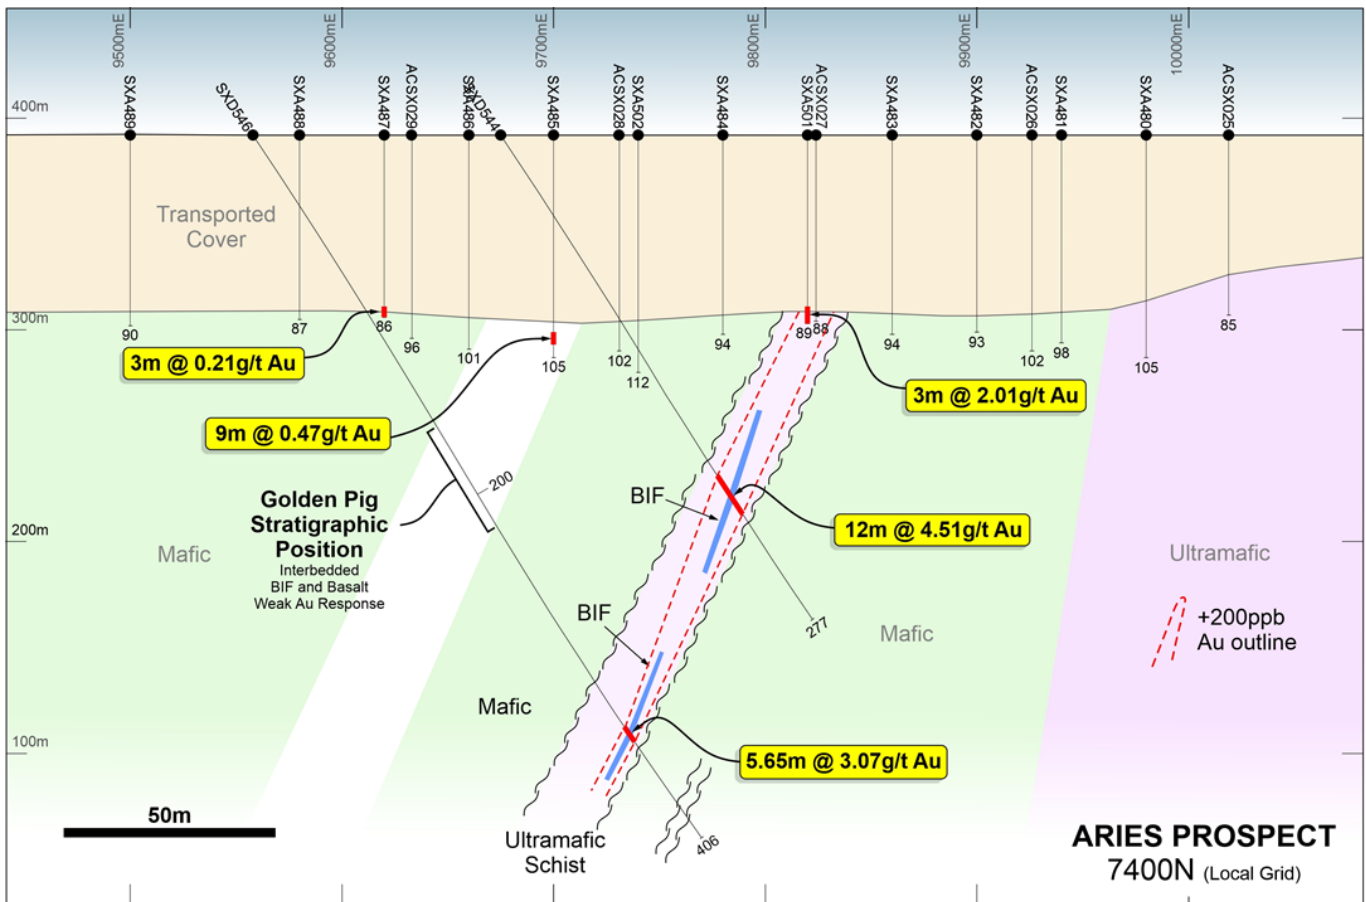 9500mE
9600mE
9700mE
9800mE
9900mE
10000mE
SXA489
SXD546
SXA488
SXA487
ACSX029
SXA486
SXD544
SXA485
ACSX028
SXA502
SXA484
SXA501
ACSX027
SXA483
SXA482
ACSX026
SXA481
SXA480
ACSX025
400m
Transported
Cover
300m
90
87
86
96
101
105
102
112
94
89
88
94
93
102
98
105
85
3m @ 0.21g/t Au
3m @ 2.01g/t Au
9m @ 0.47g/t Au
200
Golden Pig
Stratigraphic
Position
Interbedded
BIF and Basalt
Weak Au Response
BIF
12m @ 4.51g/t Au
200m
Mafic
Ultramafic
BIF
277
Mafic
+200ppb
Au outline
Mafic
100m
5.65m @ 3.07g/t Au
50m
Ultramafic
Schist
406
ARIES PROSPECT
7400N (Local Grid)